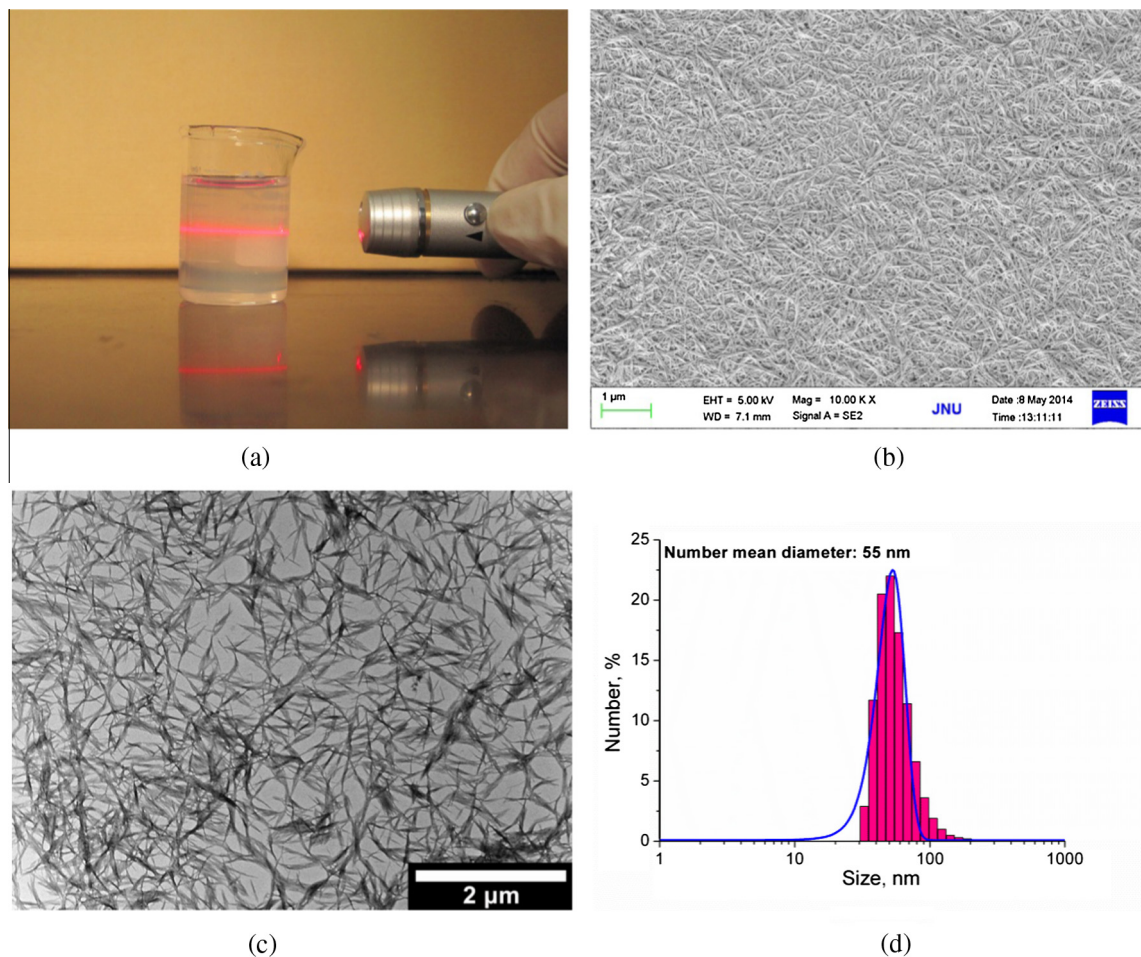 (a)
1 µm
EHT = 5.00 kV Mag = 10.00 K X Date :8 May 2014
WD = 7.1 mm Signal A = SE2 JNU Time :13:11:11 ZEISS
(b)
2 µm
(c)
Number mean diameter: 55 nm
25
20
15
10
5
0
Number, %
1 10 100 1000
Size, nm
(d)